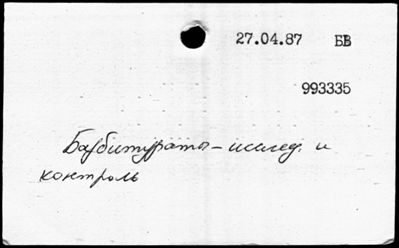 27.04.87 БВ
993335
Барбитураты – исслед. и
контроль